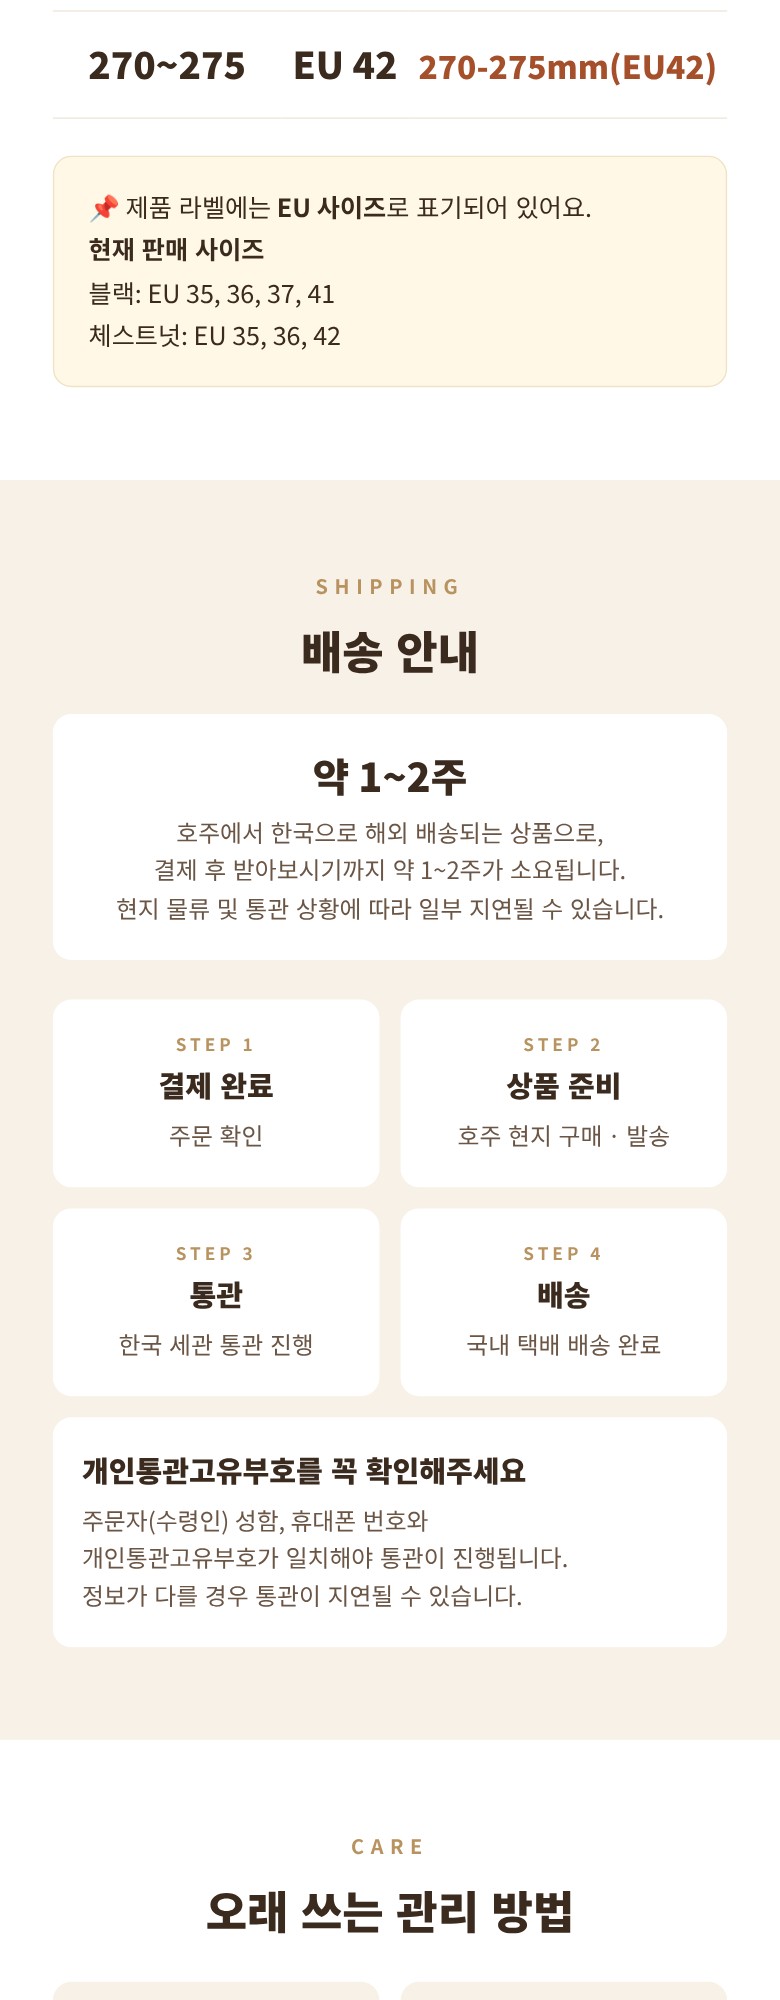 270~275 EU 42 270-275mm(EU42)
📌 제품 라벨에는 EU 사이즈로 표기되어 있어요.
현재 판매 사이즈
블랙: EU 35, 36, 37, 41
체스트넛: EU 35, 36, 42
SHIPPING
배송 안내
약 1~2주
호주에서 한국으로 해외 배송되는 상품으로,
결제 후 받아보시기까지 약 1~2주가 소요됩니다.
현지 물류 및 통관 상황에 따라 일부 지연될 수 있습니다.
STEP 1
결제 완료
주문 확인
STEP 2
상품 준비
호주 현지 구매 · 발송
STEP 3
통관
한국 세관 통관 진행
STEP 4
배송
국내 택배 배송 완료
개인통관고유부호를 꼭 확인해주세요
주문자(수령인) 성함, 휴대폰 번호와
개인통관고유부호가 일치해야 통관이 진행됩니다.
정보가 다를 경우 통관이 지연될 수 있습니다.
CARE
오래 쓰는 관리 방법